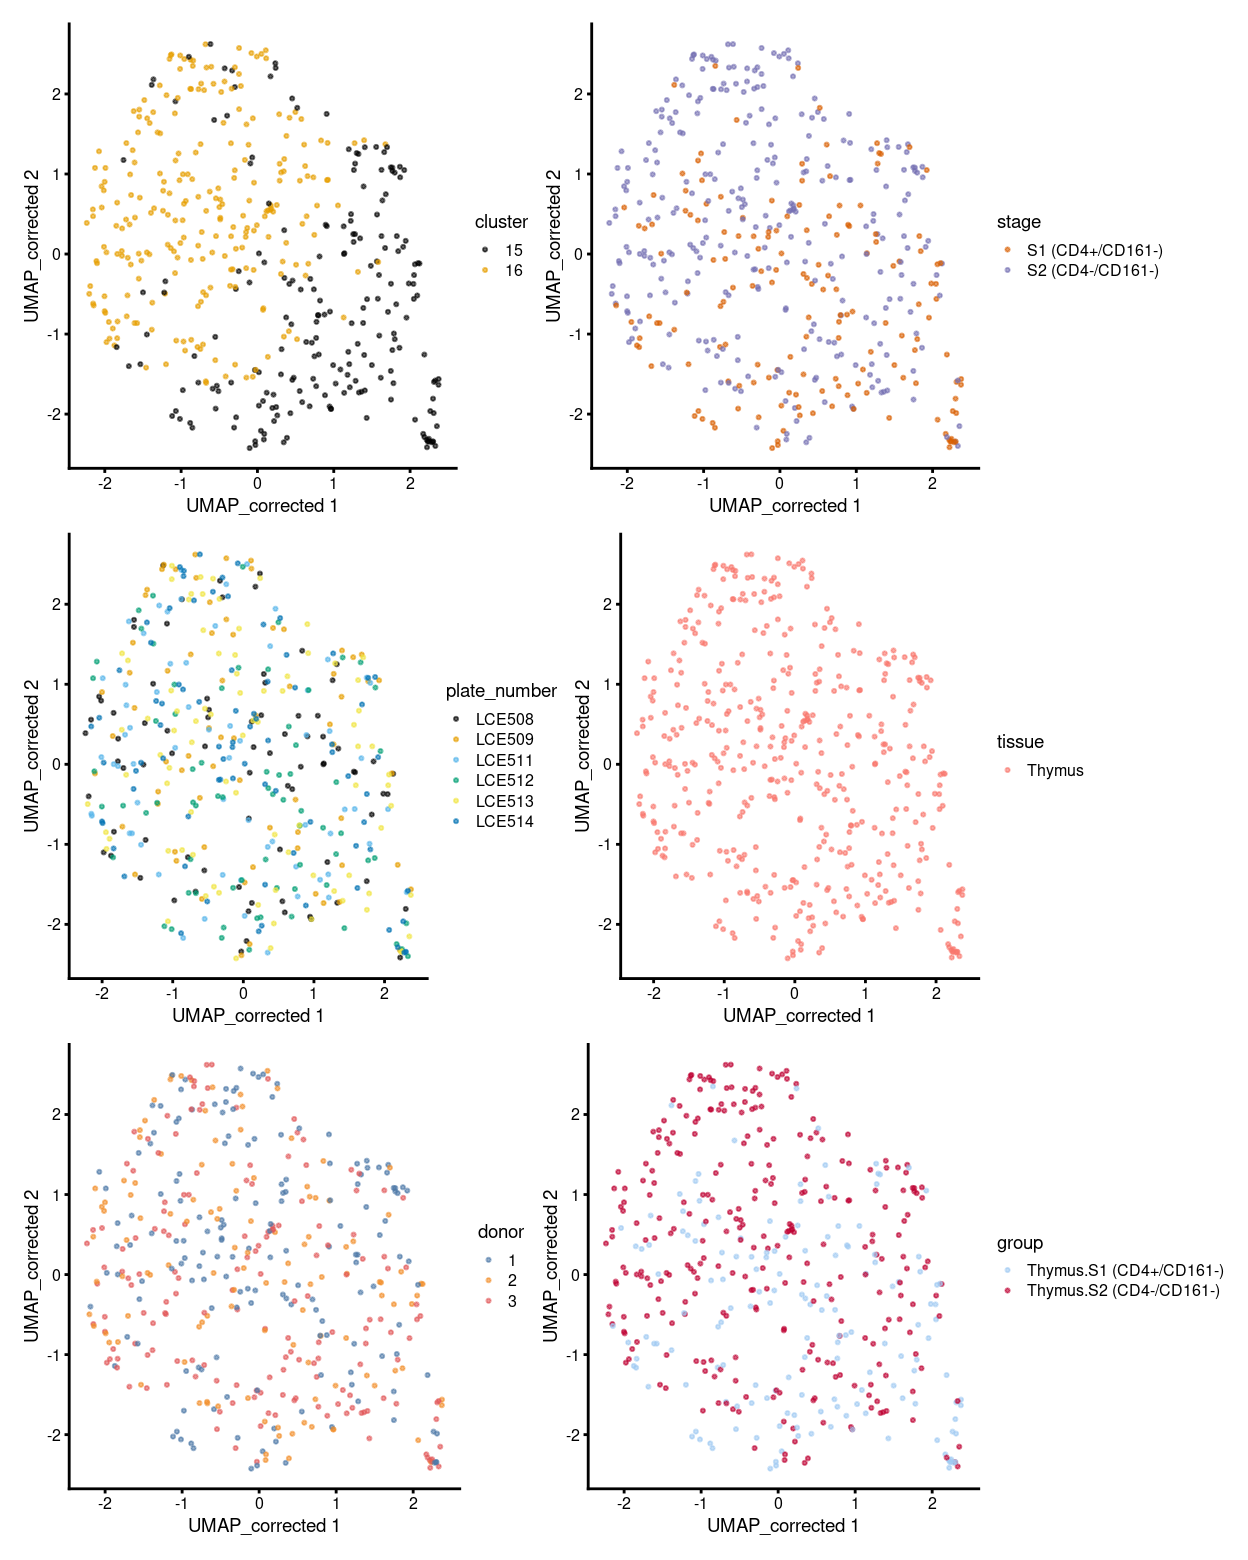 UMAP_corrected 2
2
1
0
-1
-2
-2 -1 0 1 2
UMAP_corrected 1
cluster
15
16
UMAP_corrected 2
2
1
0
-1
-2
-2 -1 0 1 2
UMAP_corrected 1
stage
S1 (CD4+/CD161-)
S2 (CD4-/CD161-)
UMAP_corrected 2
2
1
0
-1
-2
-2 -1 0 1 2
UMAP_corrected 1
plate_number
LCE508
LCE509
LCE511
LCE512
LCE513
LCE514
UMAP_corrected 2
2
1
0
-1
-2
-2 -1 0 1 2
UMAP_corrected 1
tissue
Thymus
UMAP_corrected 2
2
1
0
-1
-2
-2 -1 0 1 2
UMAP_corrected 1
donor
1
2
3
UMAP_corrected 2
2
1
0
-1
-2
-2 -1 0 1 2
UMAP_corrected 1
group
Thymus.S1 (CD4+/CD161-)
Thymus.S2 (CD4-/CD161-)